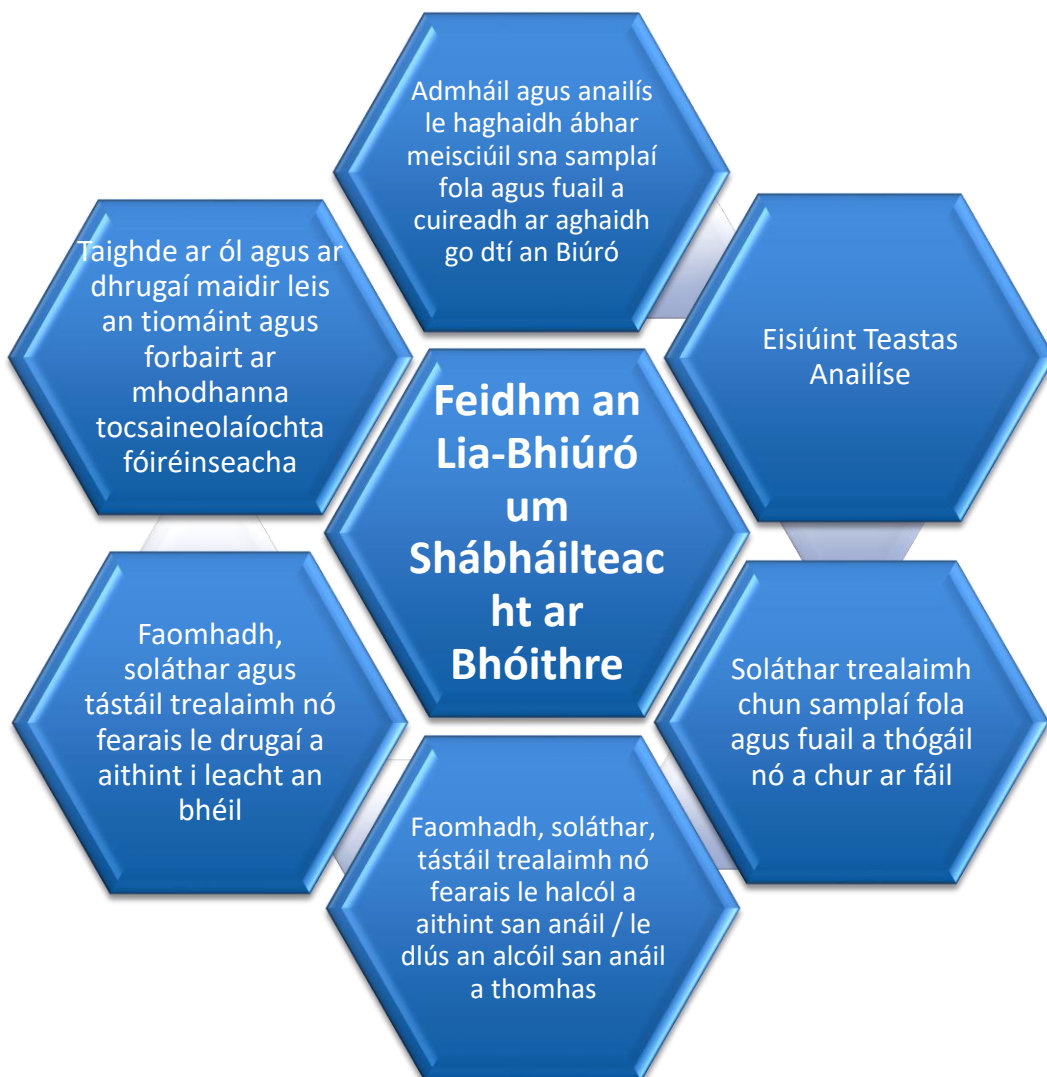 Feidhm an
Lia-Bhiúró
um
Shábháilteac
ht ar
Bhóithre
Admháil agus anailís
le haghaidh ábhar
meisciúil sna samplaí
fola agus fuail a
cuireadh ar aghaidh
go dtí an Biúró
Eisiúint Teastas
Anailíse
Soláthar trealaimh
chun samplaí fola
agus fuail a thógáil
nó a chur ar fáil
Faomhadh, soláthar,
tástáil trealaimh nó
fearais le halcól a
aithint san anáil / le
dlús an alcóil san anáil
a thomhas
Faomhadh,
soláthar agus
tástáil trealaimh nó
fearais le drugaí a
aithint i leacht an
bhéil
Taighde ar ól agus ar
dhrugaí maidir leis
an tiomáint agus
forbairt ar
mhodhanna
tocsaineolaíochta
fóiréinseacha